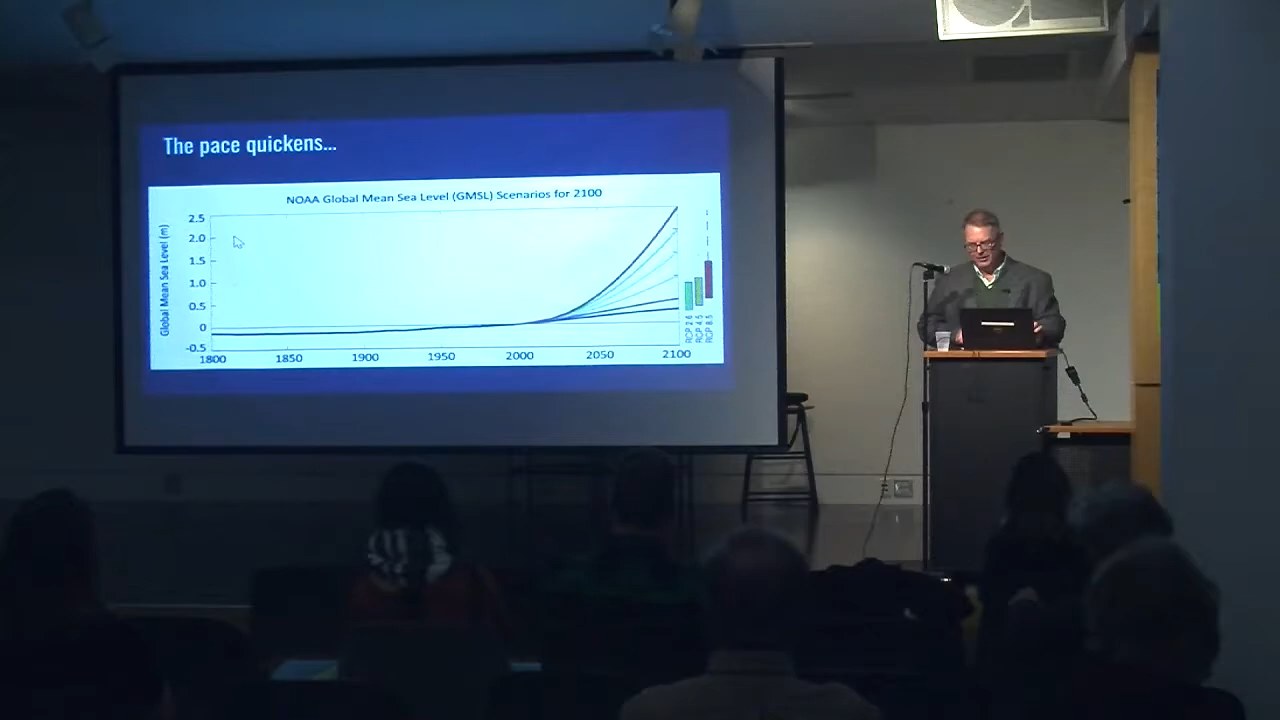 The pace quickens...
NOAA Global Mean Sea Level (GMSL) Scenarios for 2100
Global Mean Sea Level (m)
2.5
2.0
1.5
1.0
0.5
0
-0.5
1800 1850 1900 1950 2000 2050 2100
RCP 2.6
RCP 4.5
RCP 8.5